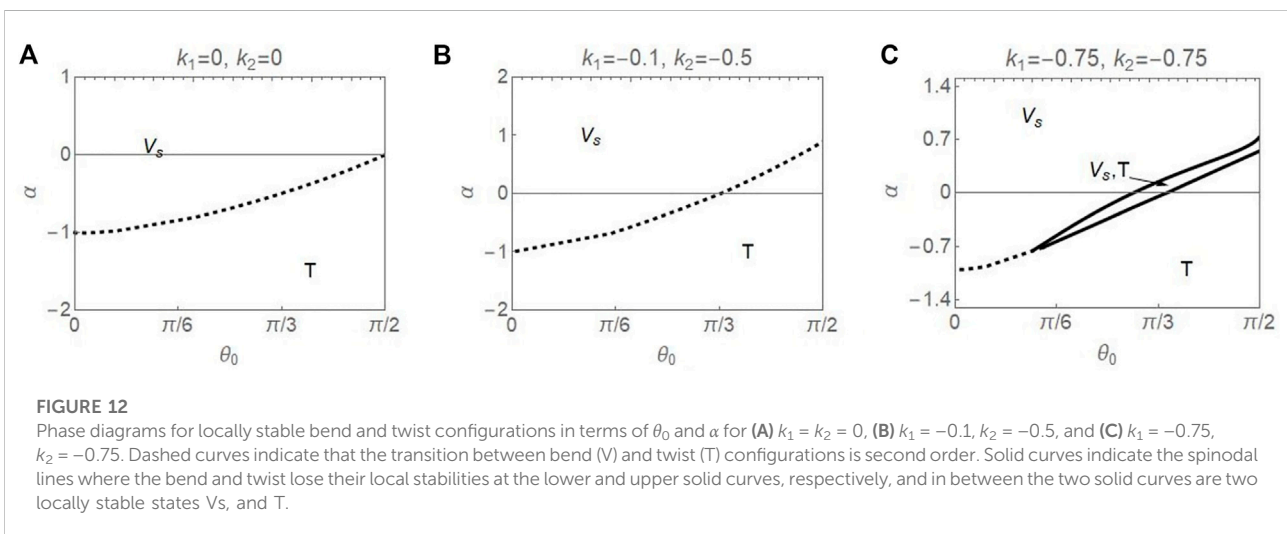 A
k1=0, k2=0
1
0
−1
−2
α
Vs
T
0
π/6
π/3
π/2
θ0
B
k1=−0.1, k2=−0.5
2
1
0
−1
−2
α
Vs
T
0
π/6
π/3
π/2
θ0
C
k1=−0.75, k2=−0.75
1.4
0.7
0
−0.7
−1.4
α
Vs
Vs,T
T
0
π/6
π/3
π/2
θ0
FIGURE 12
Phase diagrams for locally stable bend and twist configurations in terms of θ0 and α for (A) k1 = k2 = 0, (B) k1 = −0.1, k2 = −0.5, and (C) k1 = −0.75,
k2 = −0.75. Dashed curves indicate that the transition between bend (V) and twist (T) configurations is second order. Solid curves indicate the spinodal
lines where the bend and twist lose their local stabilities at the lower and upper solid curves, respectively, and in between the two solid curves are two
locally stable states Vs, and T.